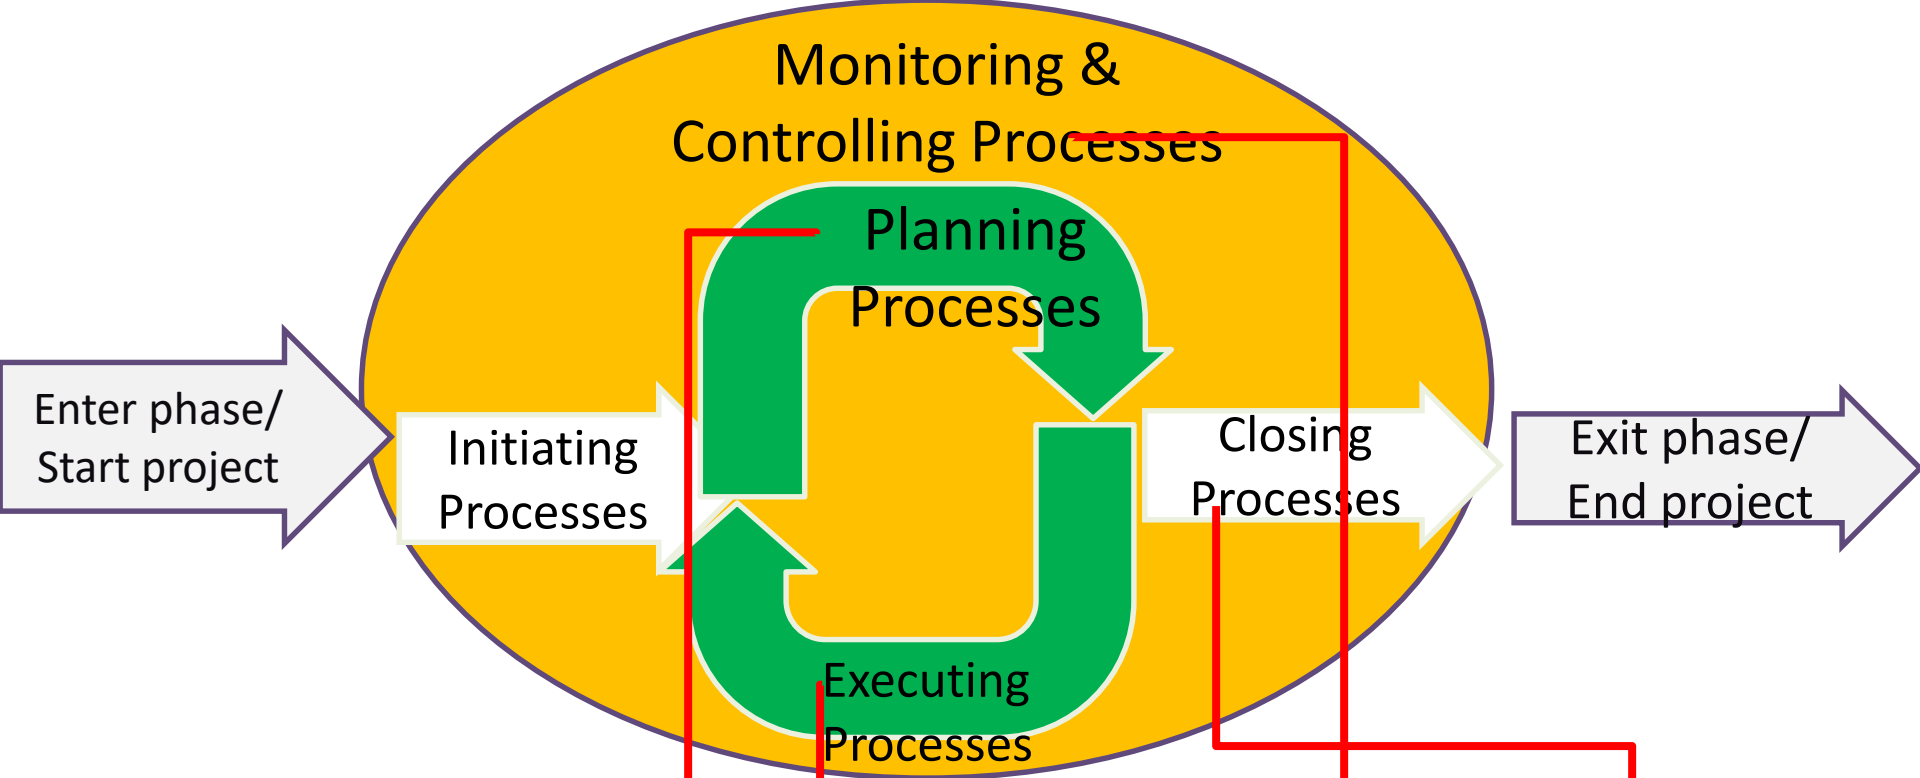 Monitoring &
Controlling Processes
Planning
Processes
Enter phase/
Start project
Initiating
Processes
Closing
Processes
Exit phase/
End project
Executing
Processes